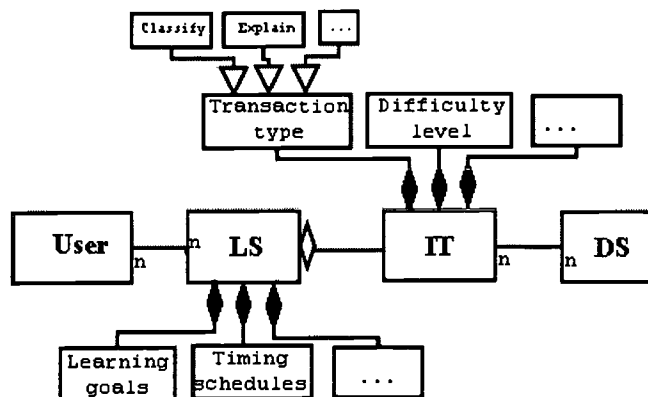 Classify
Explain
...
Transaction
type
Difficulty
level
...
User
n
n
LS
IT
n
n
DS
Learning
goals
Timing
schedules
...